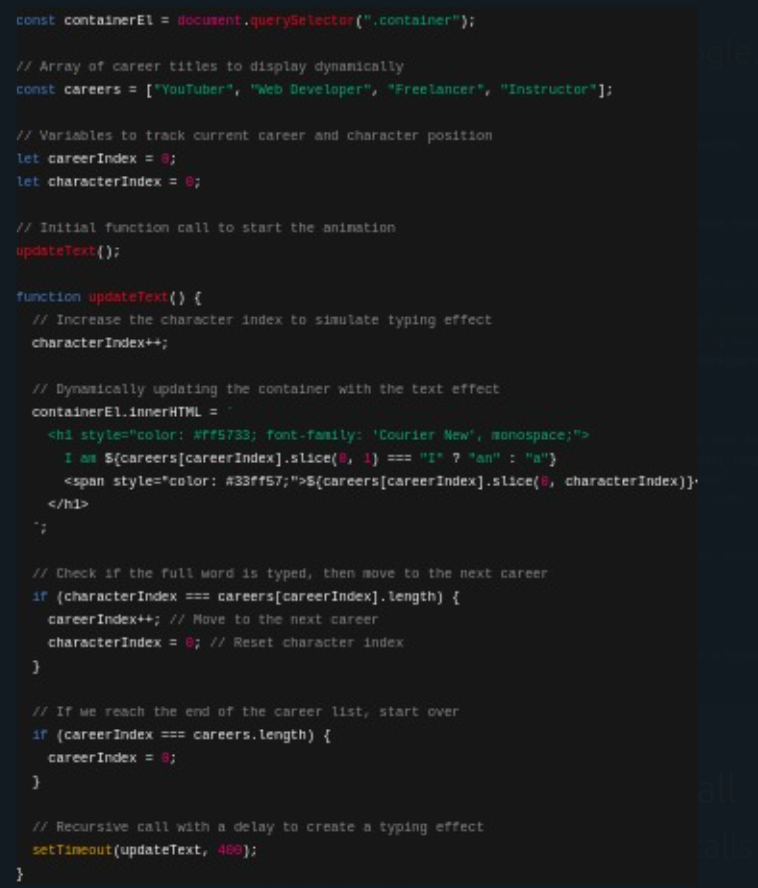 const containerEl = document.querySelector(".container");
// Array of career titles to display dynamically
const careers = ["YouTuber", "Web Developer", "Freelancer", "Instructor"];
// Variables to track current career and character position
let careerIndex = 0;
let characterIndex = 0;
// Initial function call to start the animation
updateText();
function updateText() {
// Increase the character index to simulate typing effect
characterIndex++;
// Dynamically updating the container with the text effect
containerEl.innerHTML = `
<h1 style="color: #ff5733; font-family: 'Courier New', monospace;">
I am ${careers[careerIndex].slice(0, 1) === "I" ? "an" : "a"}
<span style="color: #33ff57;">${careers[careerIndex].slice(0, characterIndex)}<
</h1>
`;
// Check if the full word is typed, then move to the next career
if (characterIndex === careers[careerIndex].length) {
careerIndex++; // Move to the next career
characterIndex = 0; // Reset character index
}
// If we reach the end of the career list, start over
if (careerIndex === careers.length) {
careerIndex = 0;
}
// Recursive call with a delay to create a typing effect
setTimeout(updateText, 400);
}